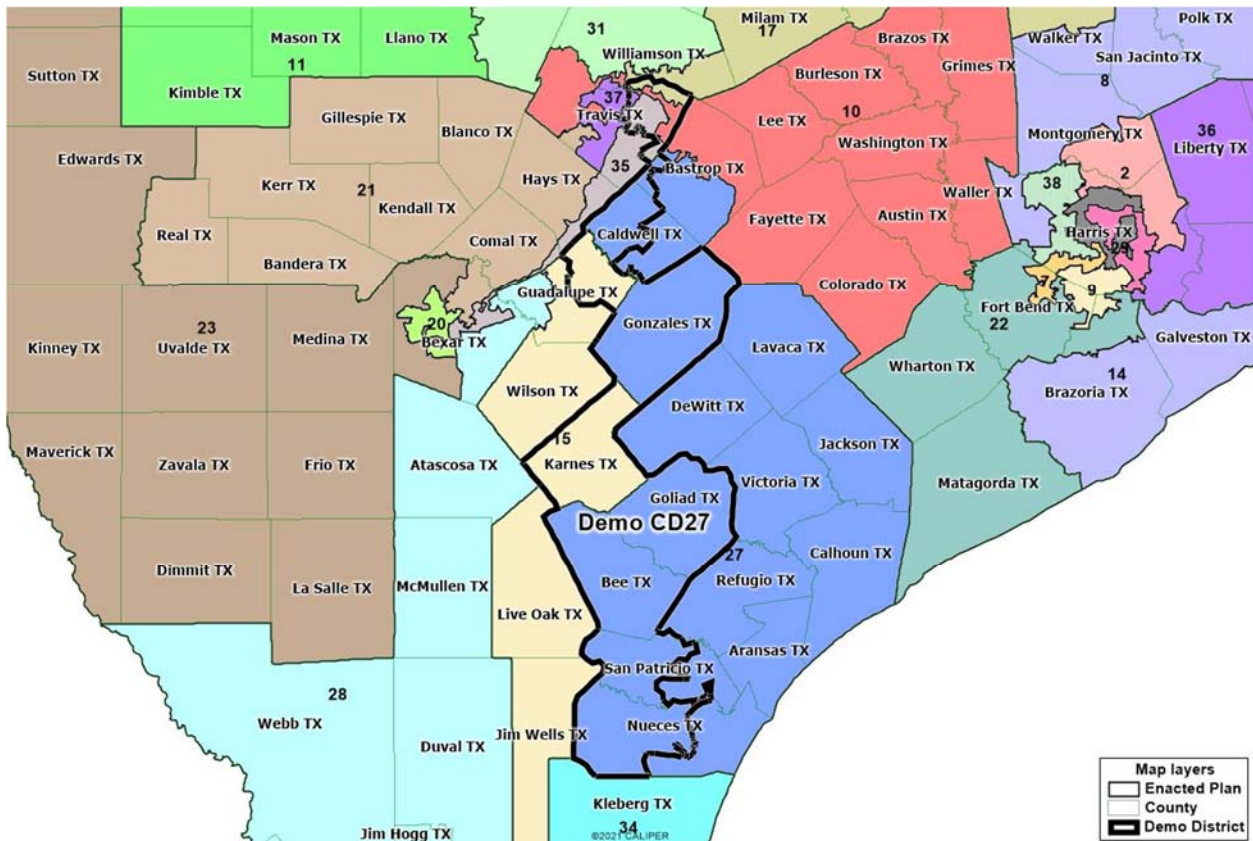 31
Milam TX
17
Polk TX
Mason TX
Llano TX
Williamson TX
Brazos TX
Walker TX
San Jacinto TX
Sutton TX
11
Burleson TX
Grimes TX
8
Kimble TX
37
Travis TX
10
Gillespie TX
Blanco TX
Lee TX
Washington TX
Montgomery TX
36
Liberty TX
Edwards TX
35
Bastrop TX
2
Kerr TX
21
Hays TX
Waller TX
38
Kendall TX
Fayette TX
Austin TX
Real TX
Caldwell TX
Harris TX
Bandera TX
Comal TX
29
Guadalupe TX
Colorado TX
7
9
Gonzales TX
Fort Bend TX
22
23
20
Kinney TX
Uvalde TX
Medina TX
Bexar TX
Lavaca TX
Galveston TX
Wharton TX
14
Wilson TX
Brazoria TX
DeWitt TX
15
Jackson TX
Maverick TX
Zavala TX
Frio TX
Atascosa TX
Karnes TX
Victoria TX
Matagorda TX
Goliad TX
Demo CD27
27
Calhoun TX
Dimmit TX
La Salle TX
McMullen TX
Bee TX
Refugio TX
Live Oak TX
Aransas TX
San Patricio TX
28
Webb TX
Nueces TX
Duval TX
Jim Wells TX
Kleberg TX
34
Jim Hogg TX
©2021 CALIPER
Map layers
Enacted Plan
County
Demo District